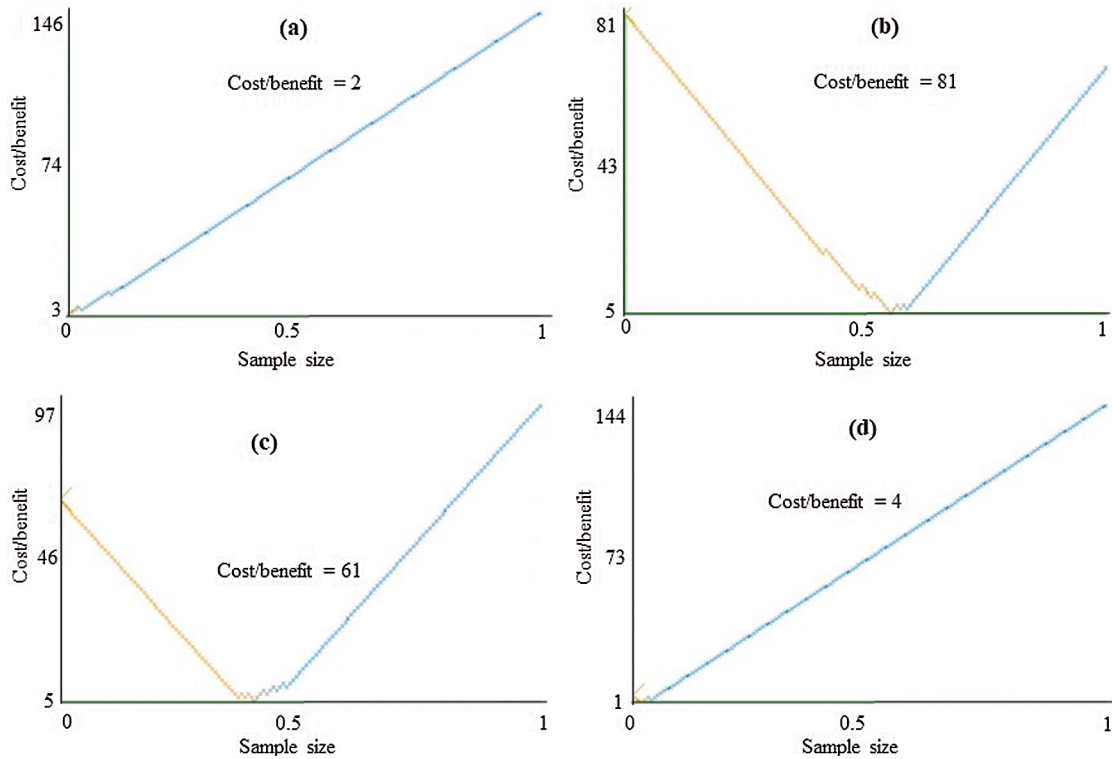 (a)
Cost/benefit = 2
146
74
3
Cost/benefit
0
0.5
1
Sample size
(b)
Cost/benefit = 81
81
43
5
Cost/benefit
0
0.5
1
Sample size
(c)
Cost/benefit = 61
97
46
5
Cost/benefit
0
0.5
1
Sample size
(d)
Cost/benefit = 4
144
73
1
Cost/benefit
0
0.5
1
Sample size